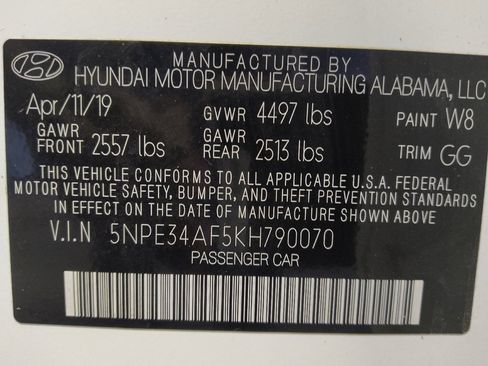 MANUFACTURED BY
HYUNDAI MOTOR MANUFACTURING ALABAMA, LLC
Apr/11/19 GVWR 4497 lbs PAINT W8
GAWR FRONT 2557 lbs GAWR REAR 2513 lbs TRIM GG
THIS VEHICLE CONFORMS TO ALL APPLICABLE U.S.A. FEDERAL
MOTOR VEHICLE SAFETY, BUMPER, AND THEFT PREVENTION STANDARDS
IN EFFECT ON THE DATE OF MANUFACTURE SHOWN ABOVE.
V.I.N 5NPE34AF5KH790070
PASSENGER CAR